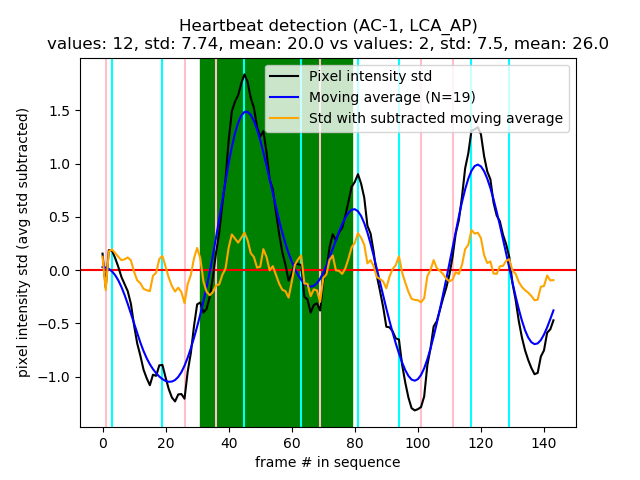 Heartbeat detection (AC-1, LCA_AP)
values: 12, std: 7.74, mean: 20.0 vs values: 2, std: 7.5, mean: 26.0
Pixel intensity std
Moving average (N=19)
Std with subtracted moving average
pixel intensity std (avg std subtracted)
1.5
1.0
0.5
0.0
−0.5
−1.0
0 20 40 60 80 100 120 140
frame # in sequence